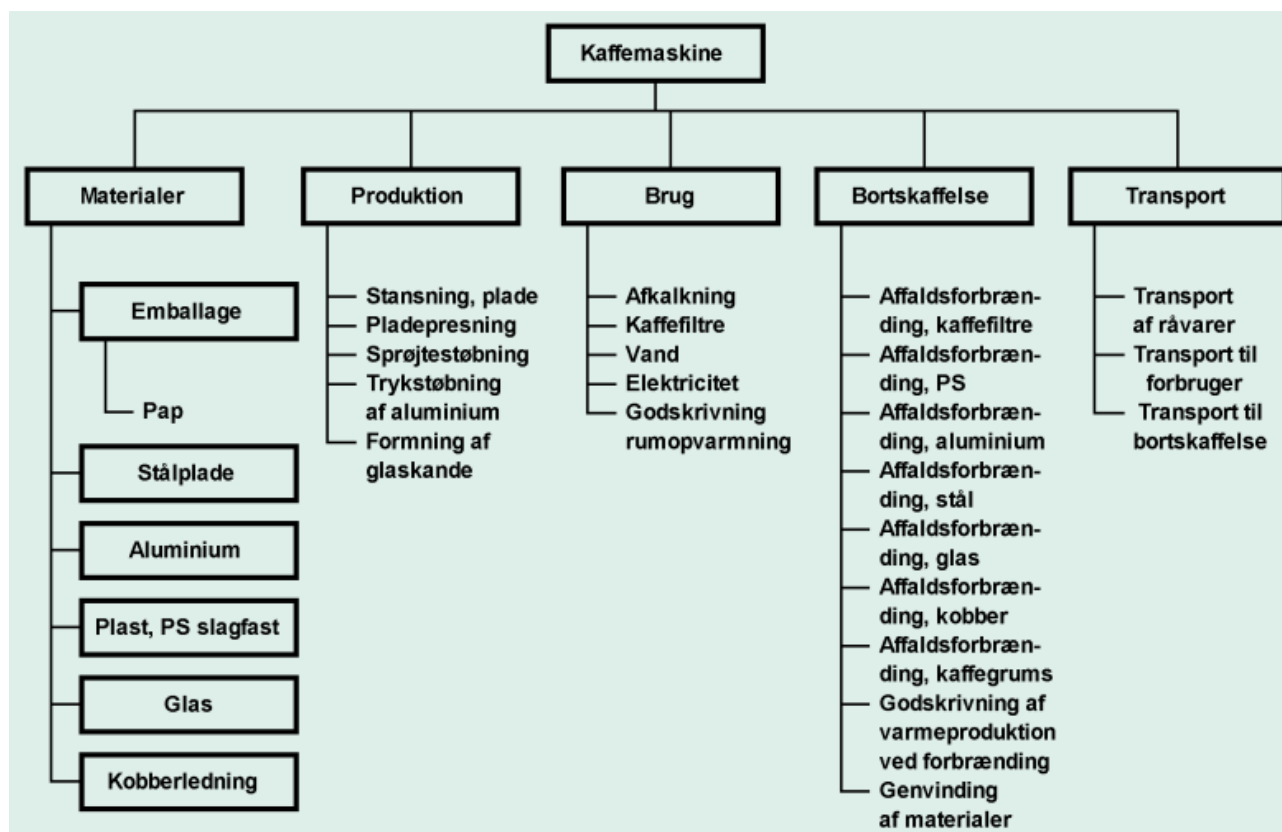 Kaffemaskine
Materialer
Produktion
Brug
Bortskaffelse
Transport
Emballage
Pap
Stålplade
Aluminium
Plast, PS slagfast
Glas
Kobberledning
Stansning, plade
Pladepresning
Sprøjtestøbning
Trykstøbning
af aluminium
Formning af
glaskande
Afkalkning
Kaffefiltre
Vand
Elektricitet
Godskrivning
rumopvarmning
Affaldsforbræn-
ding, kaffefiltre
Affaldsforbræn-
ding, PS
Affaldsforbræn-
ding, aluminium
Affaldsforbræn-
ding, stål
Affaldsforbræn-
ding, glas
Affaldsforbræn-
ding, kobber
Affaldsforbræn-
ding, kaffegrums
Godskrivning af
varmeproduktion
ved forbrænding
Genvinding
af materialer
Transport
af råvarer
Transport til
forbruger
Transport til
bortskaffelse